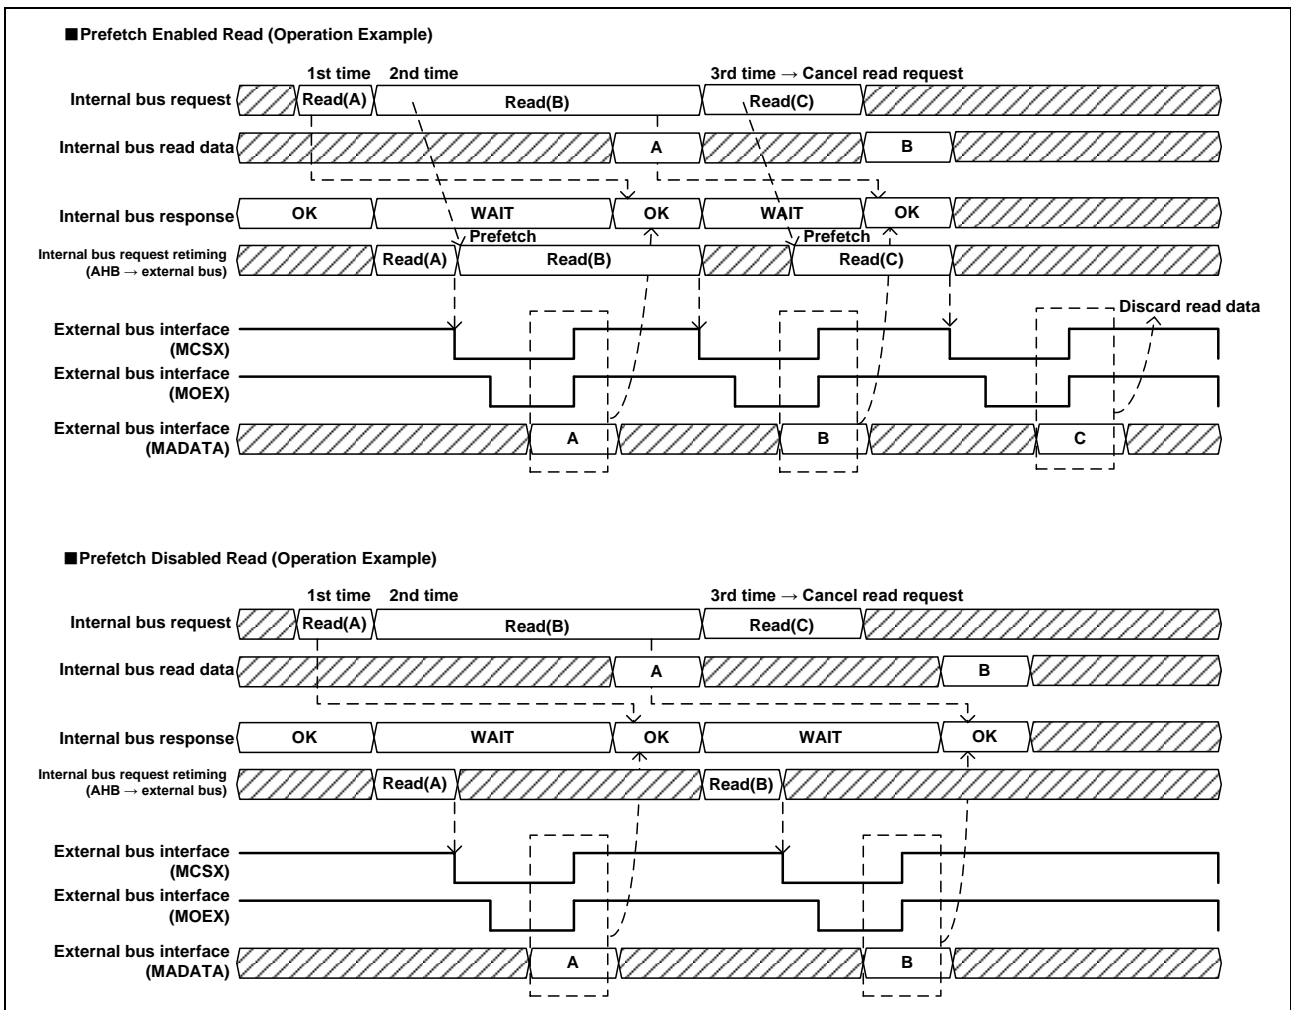 ■Prefetch Enabled Read (Operation Example)
1st time 2nd time 3rd time → Cancel read request
Internal bus request Read(A) Read(B) Read(C)
Internal bus read data A B
Internal bus response OK WAIT OK WAIT OK
Prefetch Prefetch
Internal bus request retiming
(AHB → external bus) Read(A) Read(B) Read(C)
Discard read data
External bus interface
(MCSX)
External bus interface
(MOEX)
External bus interface
(MADATA) A B C
■Prefetch Disabled Read (Operation Example)
1st time 2nd time 3rd time → Cancel read request
Internal bus request Read(A) Read(B) Read(C)
Internal bus read data A B
Internal bus response OK WAIT OK WAIT OK
Internal bus request retiming
(AHB → external bus) Read(A) Read(B)
External bus interface
(MCSX)
External bus interface
(MOEX)
External bus interface
(MADATA) A B